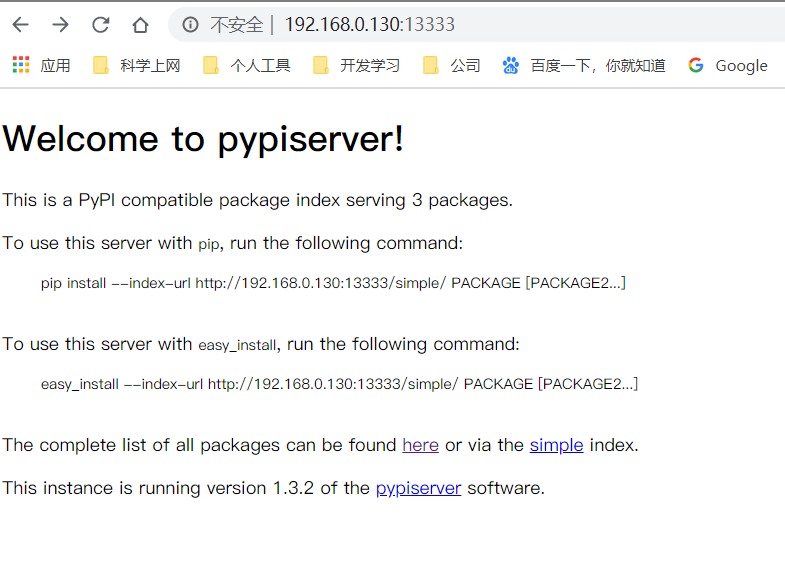 不安全 | 192.168.0.130:13333
应用 科学上网 个人工具 开发学习 公司 百度一下，你就知道 Google
Welcome to pypiserver!
This is a PyPI compatible package index serving 3 packages.
To use this server with pip, run the following command:
pip install --index-url http://192.168.0.130:13333/simple/ PACKAGE [PACKAGE2...]
To use this server with easy_install, run the following command:
easy_install --index-url http://192.168.0.130:13333/simple/ PACKAGE [PACKAGE2...]
The complete list of all packages can be found here or via the simple index.
This instance is running version 1.3.2 of the pypiserver software.